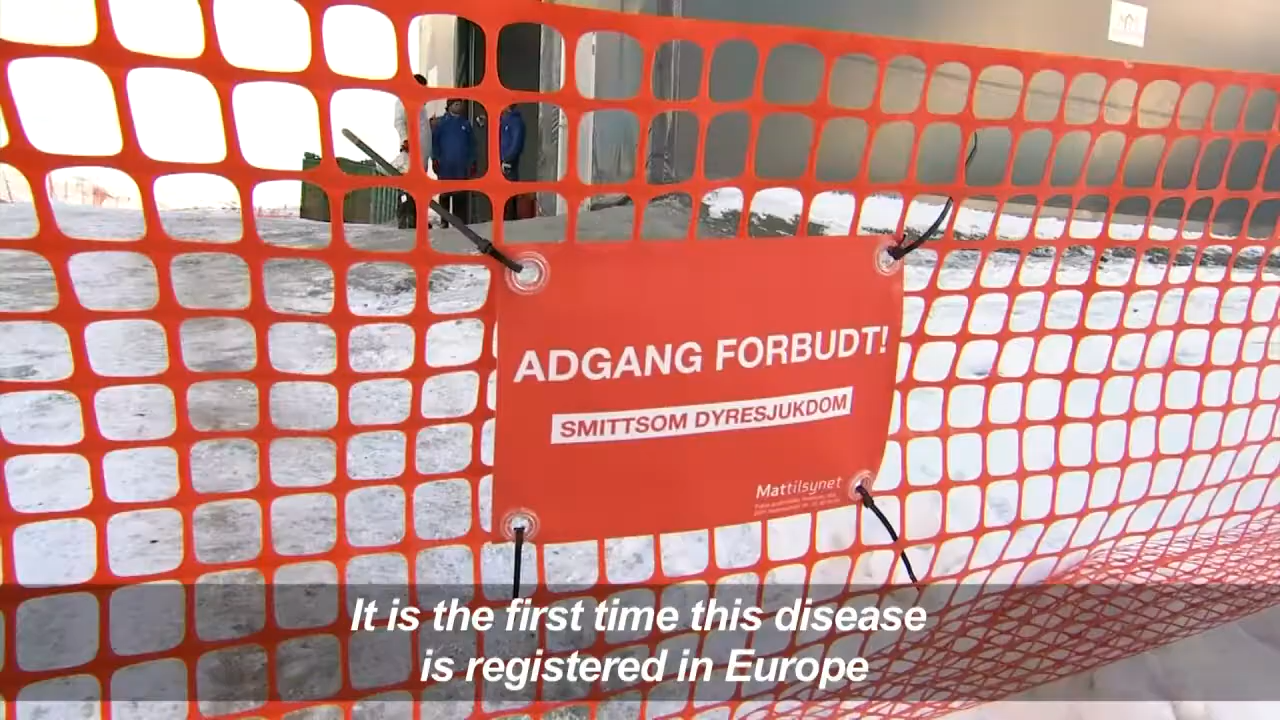 ADGANG FORBUDT!
SMITTSOM DYRESJUKDOM
Mattilsynet
It is the first time this disease
is registered in Europe